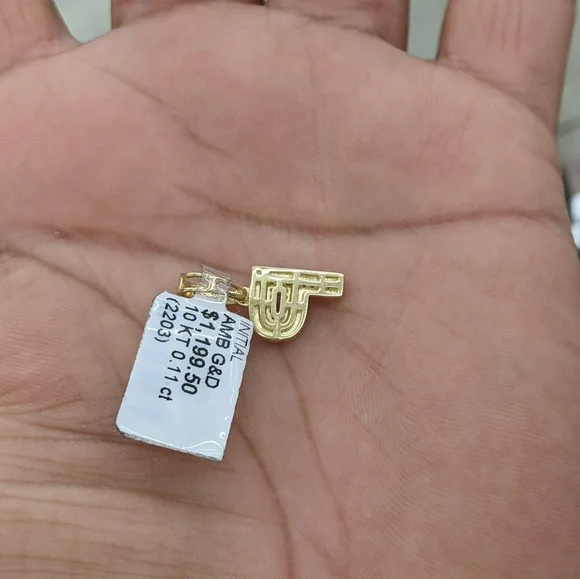 INITIAL
AMB G&D
$1,199.50
10 KT 0.11 ct
(2203)